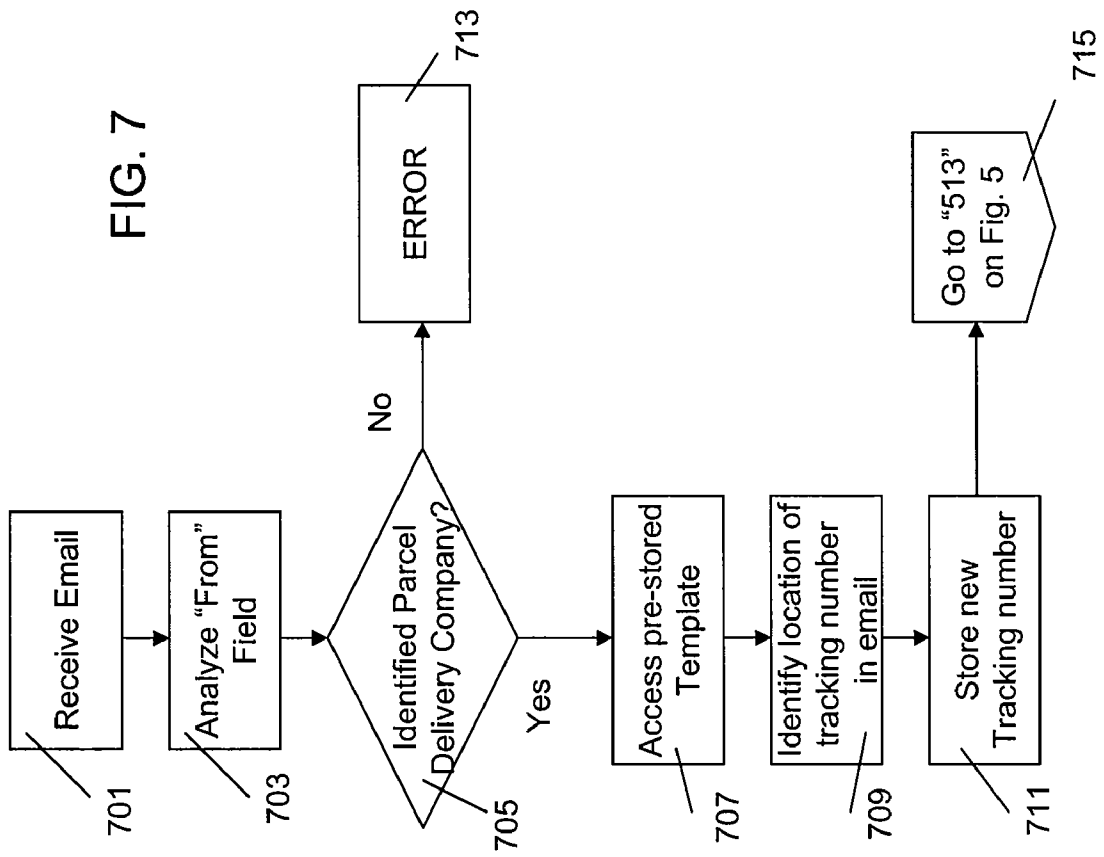 FIG. 7
Receive Email
701
Analyze “From”
Field
703
Identified Parcel
Delivery Company?
705
No
ERROR
713
Yes
Access pre-stored
Template
707
Identify location of
tracking number
in email
709
Store new
Tracking number
711
Go to “513”
on Fig. 5
715